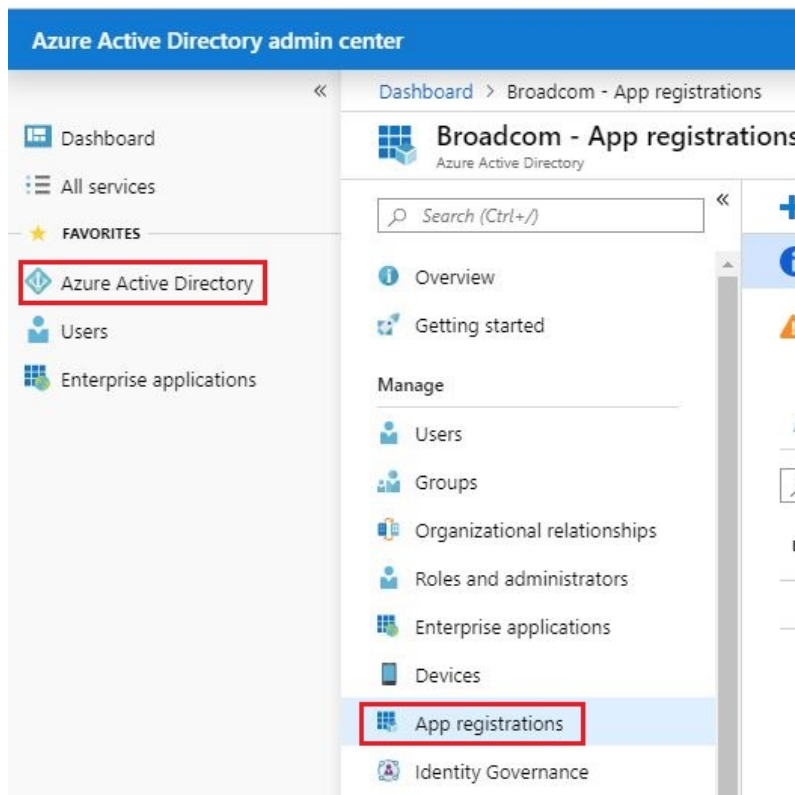 Azure Active Directory admin center
«
Dashboard
All services
FAVORITES
Azure Active Directory
Users
Enterprise applications
Dashboard > Broadcom - App registrations
Broadcom - App registrations
Azure Active Directory
Search (Ctrl+/)
«
Overview
Getting started
Manage
Users
Groups
Organizational relationships
Roles and administrators
Enterprise applications
Devices
App registrations
Identity Governance